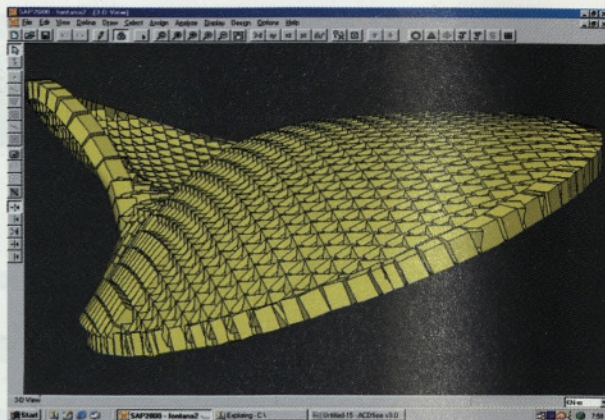 SAP2000 - fontana2 - [3-D View]
File Edit View Define Draw Select Assign Analyze Display Design Options Help
3-D View
KN-m
Start
SAP2000 - fontana2 -...
Exploring - C:\
Untitled-15 - ACDSee v3.0